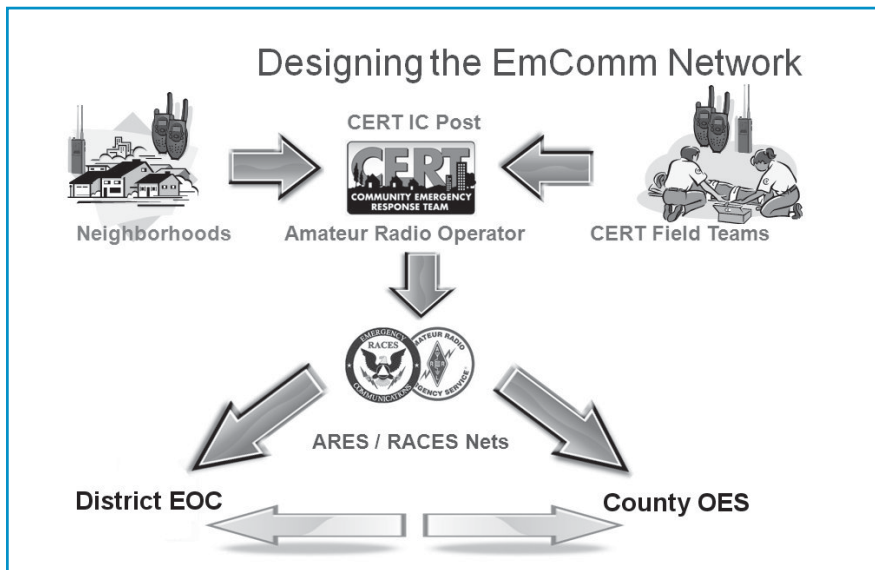 Designing the EmComm Network
CERT IC Post
CERT
COMMUNITY EMERGENCY
RESPONSE TEAM
Neighborhoods
Amateur Radio Operator
CERT Field Teams
EMERGENCY
RACES
COMMUNICATIONS
AMATEUR RADIO
SERVICE
ARES / RACES Nets
District EOC
County OES